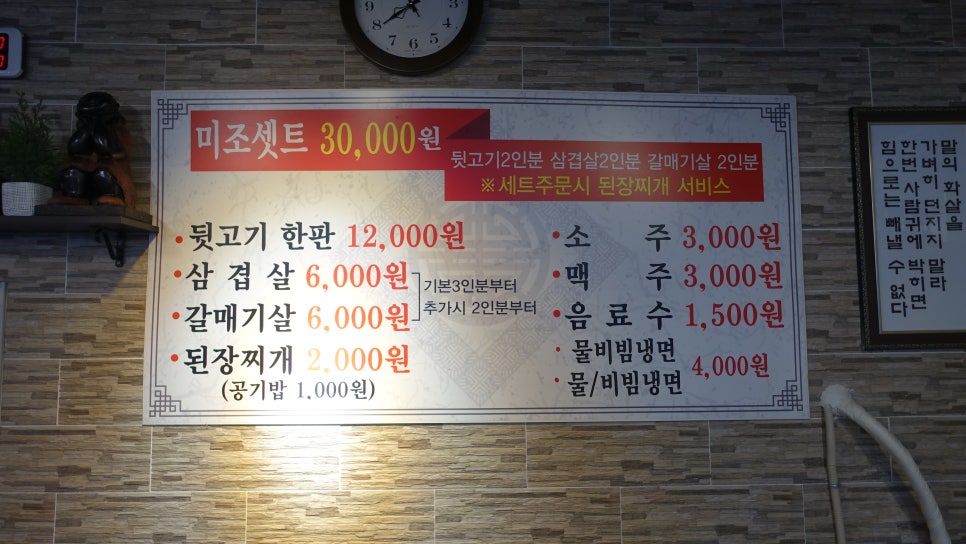 미조셋트 30,000원
뒷고기2인분 삼겹살2인분 갈매기살 2인분
※세트주문시 된장찌개 서비스
•뒷고기 한판 12,000원
•삼 겹 살 6,000원
•갈매기살 6,000원
기본3인분부터
추가시 2인분부터
•된장찌개 2,000원
(공기밥 1,000원)
•소 주 3,000원
•맥 주 3,000원
•음 료 수 1,500원
•물비빔냉면
•물/비빔냉면
4,000원
말의 화살을
가벼히 던지지 말라
한번 사람귀에 박히면
힘으로는 빼낼 수 없다
4 5 6 7 8